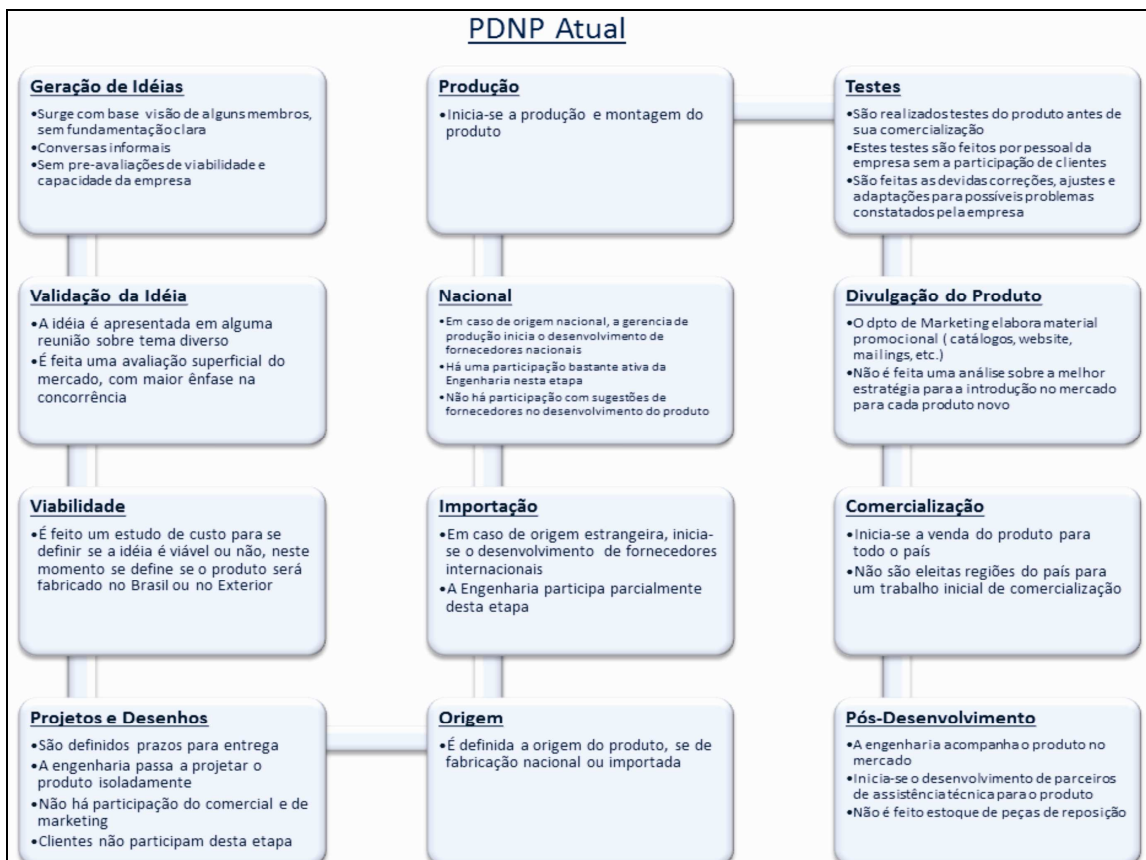 PDNP Atual
Geração de Idéias
•Surge com base visão de alguns membros,
sem fundamentação clara
•Conversas informais
•Sem pre-avaliações de viabilidade e
capacidade da empresa
Validação da Idéia
•A idéia é apresentada em alguma
reunião sobre tema diverso
•É feita uma avaliação superficial do
mercado, com maior ênfase na
concorrência
Viabilidade
•É feito um estudo de custo para se
definir se a idéia é viável ou não, neste
momento se define se o produto será
fabricado no Brasil ou no Exterior
Projetos e Desenhos
•São definidos prazos para entrega
•A engenharia passa a projetar o
produto isoladamente
•Não há participação do comercial e de
marketing
•Clientes não participam desta etapa
Origem
•É definida a origem do produto, se de
fabricação nacional ou importada
Importação
•Em caso de origem estrangeira, inicia-
se o desenvolvimento de fornecedores
internacionais
•A Engenharia participa parcialmente
desta etapa
Nacional
•Em caso de origem nacional, a gerencia de
produção inicia o desenvolvimento de
fornecedores nacionais
•Há uma participação bastante ativa da
Engenharia nesta etapa
•Não há participação com sugestões de
fornecedores no desenvolvimento do produto
Produção
•Inicia-se a produção e montagem do
produto
Testes
•São realizados testes do produto antes de
sua comercialização
•Estes testes são feitos por pessoal da
empresa sem a participação de clientes
•São feitas as devidas correções, ajustes e
adaptações para possíveis problemas
constatados pela empresa
Divulgação do Produto
•O dpto de Marketing elabora material
promocional ( catálogos, website,
mailings, etc.)
•Não é feita uma análise sobre a melhor
estratégia para a introdução no mercado
para cada produto novo
Comercialização
•Inicia-se a venda do produto para
todo o país
•Não são eleitas regiões do país para
um trabalho inicial de comercialização
Pós-Desenvolvimento
•A engenharia acompanha o produto no
mercado
•Inicia-se o desenvolvimento de parceiros
de assistência técnica para o produto
•Não é feito estoque de peças de reposição